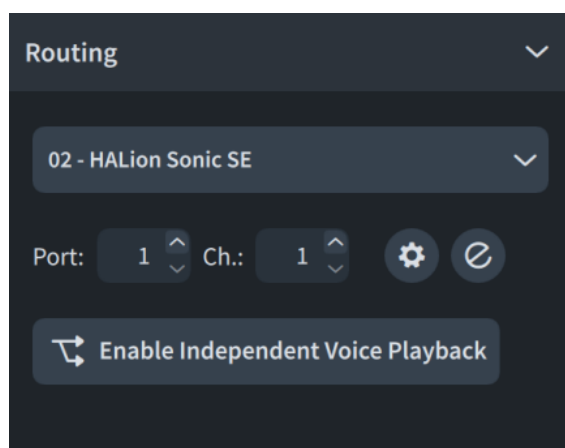 Routing
02 - HALion Sonic SE
Port: 1 Ch.: 1
Enable Independent Voice Playback